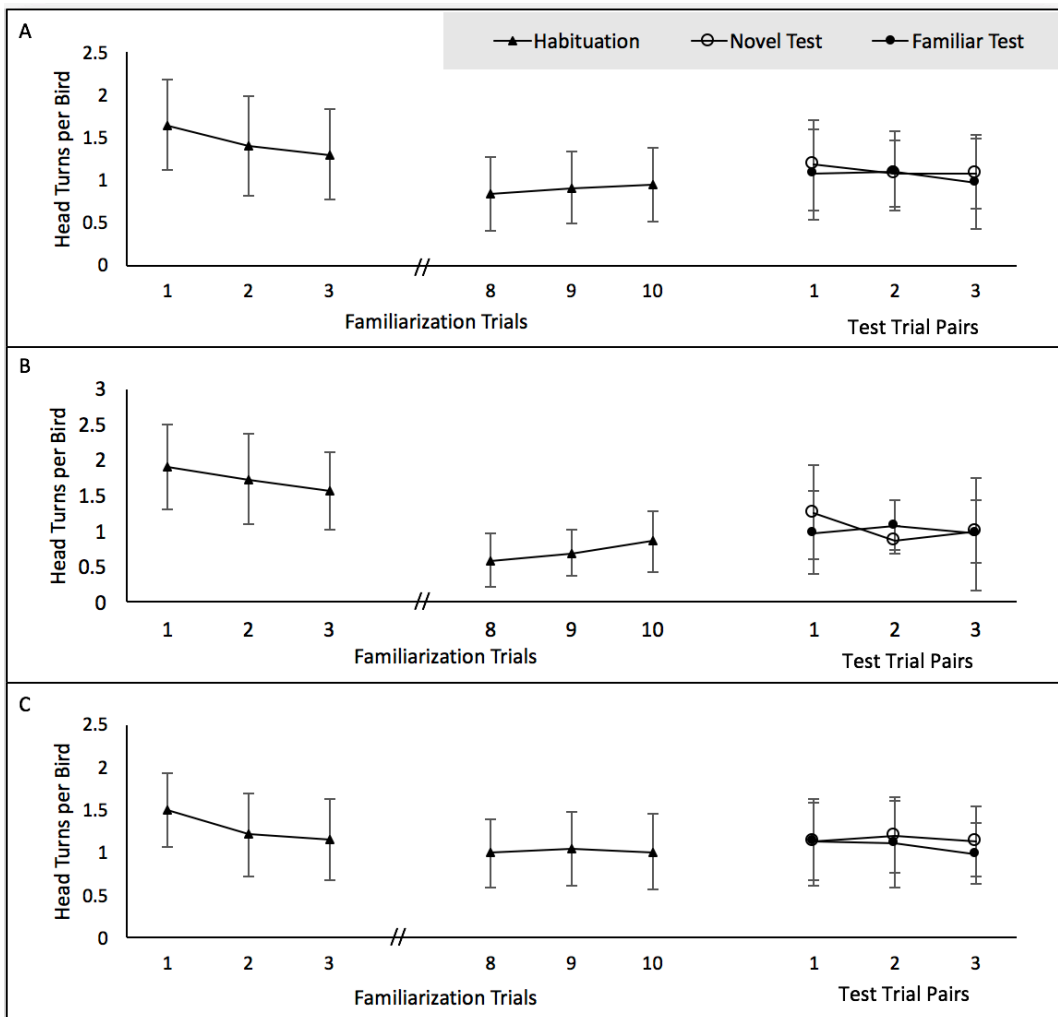 A
Habituation Novel Test Familiar Test
Head Turns per Bird
2.5
2
1.5
1
0.5
0
1 2 3 8 9 10 1 2 3
Familiarization Trials
Test Trial Pairs
B
Head Turns per Bird
3
2.5
2
1.5
1
0.5
0
1 2 3 8 9 10 1 2 3
Familiarization Trials
Test Trial Pairs
C
Head Turns per Bird
2.5
2
1.5
1
0.5
0
1 2 3 8 9 10 1 2 3
Familiarization Trials
Test Trial Pairs